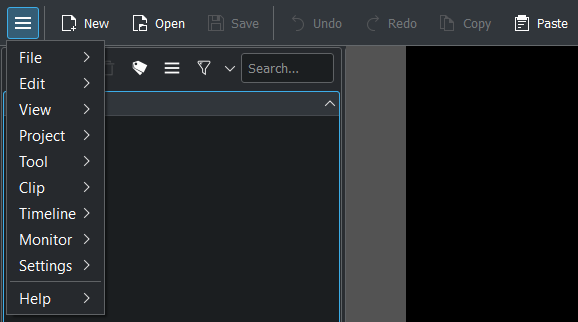 New Open Save Undo Redo Copy Paste
File
Search...
Edit
View
Project
Tool
Clip
Timeline
Monitor
Settings
Help